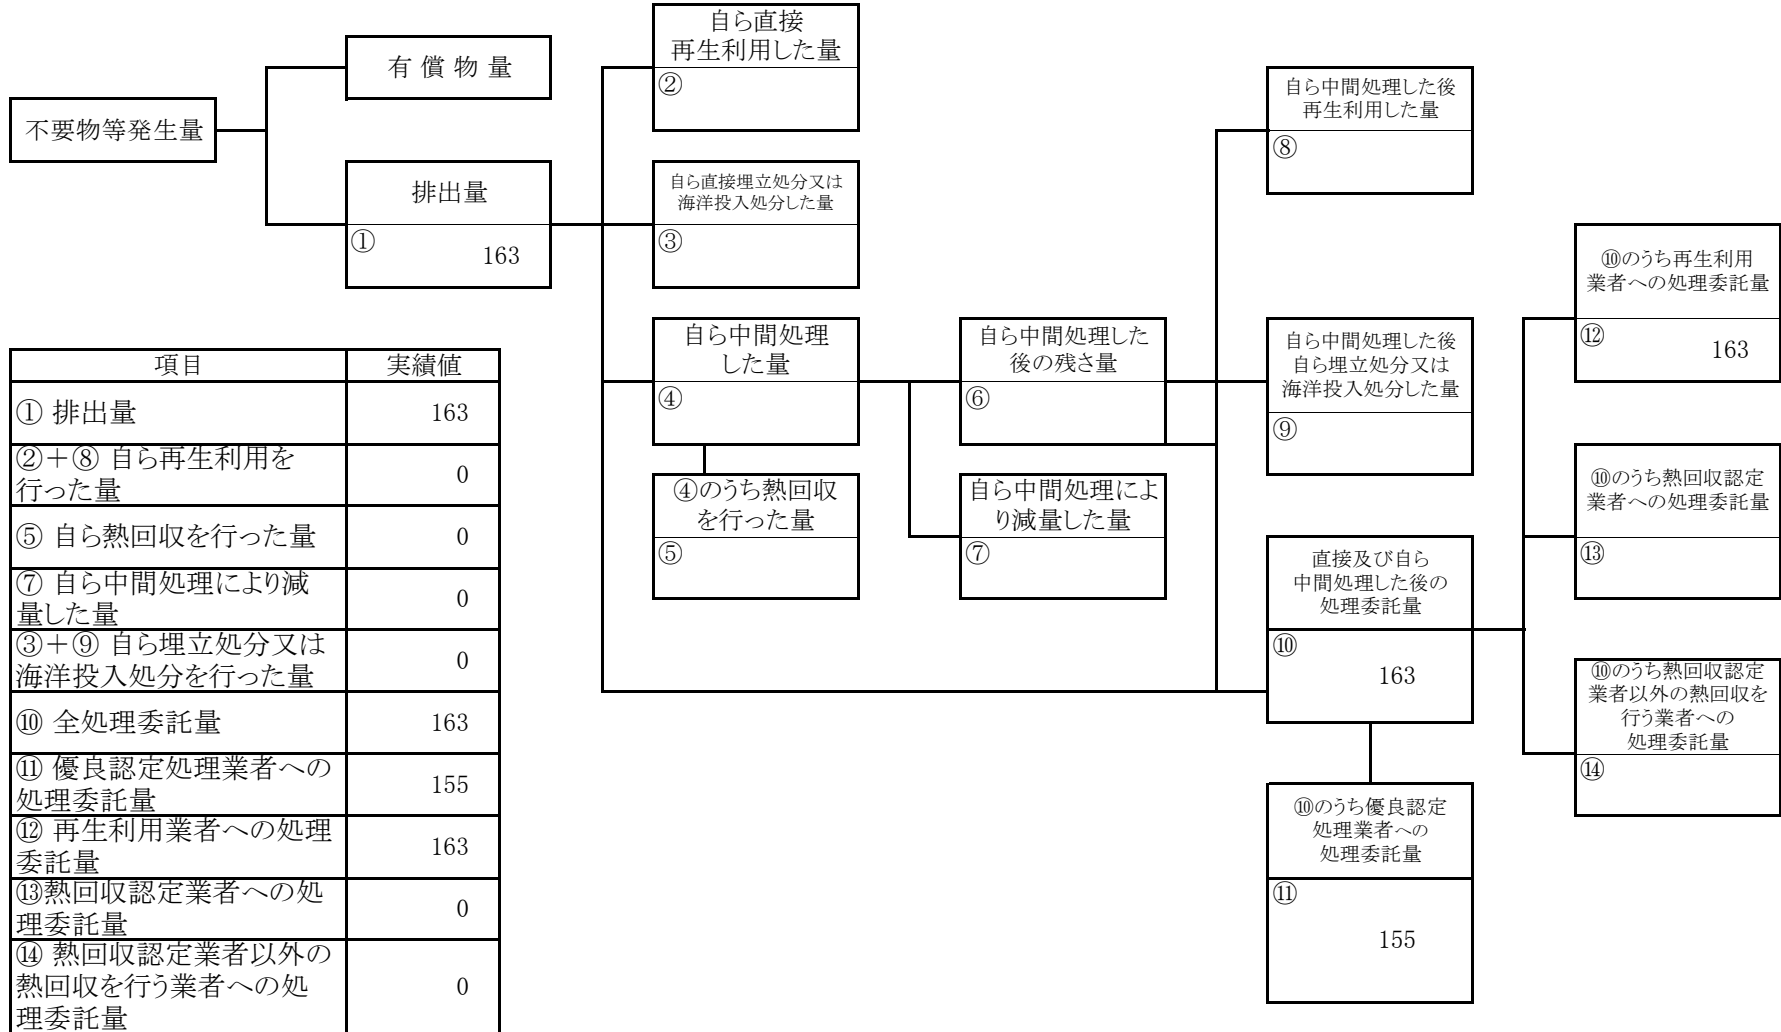 自ら直接
再生利用した量
②
有 償 物 量
不要物等発生量
排出量
①
163
自ら直接埋立処分又は
海洋投入処分した量
③
自ら中間処理した後
再生利用した量
⑧
自ら中間処理
した量
④
自ら中間処理した
後の残さ量
⑥
自ら中間処理した後
自ら埋立処分又は
海洋投入処分した量
⑨
⑩のうち再生利用
業者への処理委託量
⑫
163
④のうち熱回収
を行った量
⑤
自ら中間処理によ
り減量した量
⑦
直接及び自ら
中間処理した後の
処理委託量
⑩
163
⑩のうち熱回収認定
業者への処理委託量
⑬
⑩のうち熱回収認定
業者以外の熱回収を
行う業者への
処理委託量
⑭
⑩のうち優良認定
処理業者への
処理委託量
⑪
155
項目 実績値
① 排出量 163
②+⑧ 自ら再生利用を
行った量 0
⑤ 自ら熱回収を行った量 0
⑦ 自ら中間処理により減
量した量 0
③+⑨ 自ら埋立処分又は
海洋投入処分を行った量 0
⑩ 全処理委託量 163
⑪ 優良認定処理業者への
処理委託量 155
⑫ 再生利用業者への処理
委託量 163
⑬熱回収認定業者への処
理委託量 0
⑭ 熱回収認定業者以外の
熱回収を行う業者への処
理委託量 0